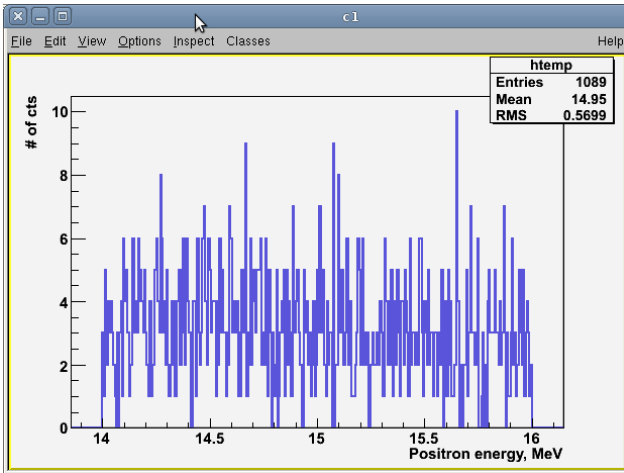 c1
File Edit View Options Inspect Classes Help
htemp
Entries 1089
Mean 14.95
RMS 0.5699
# of cts
10
8
6
4
2
0
14 14.5 15 15.5 16
Positron energy, MeV